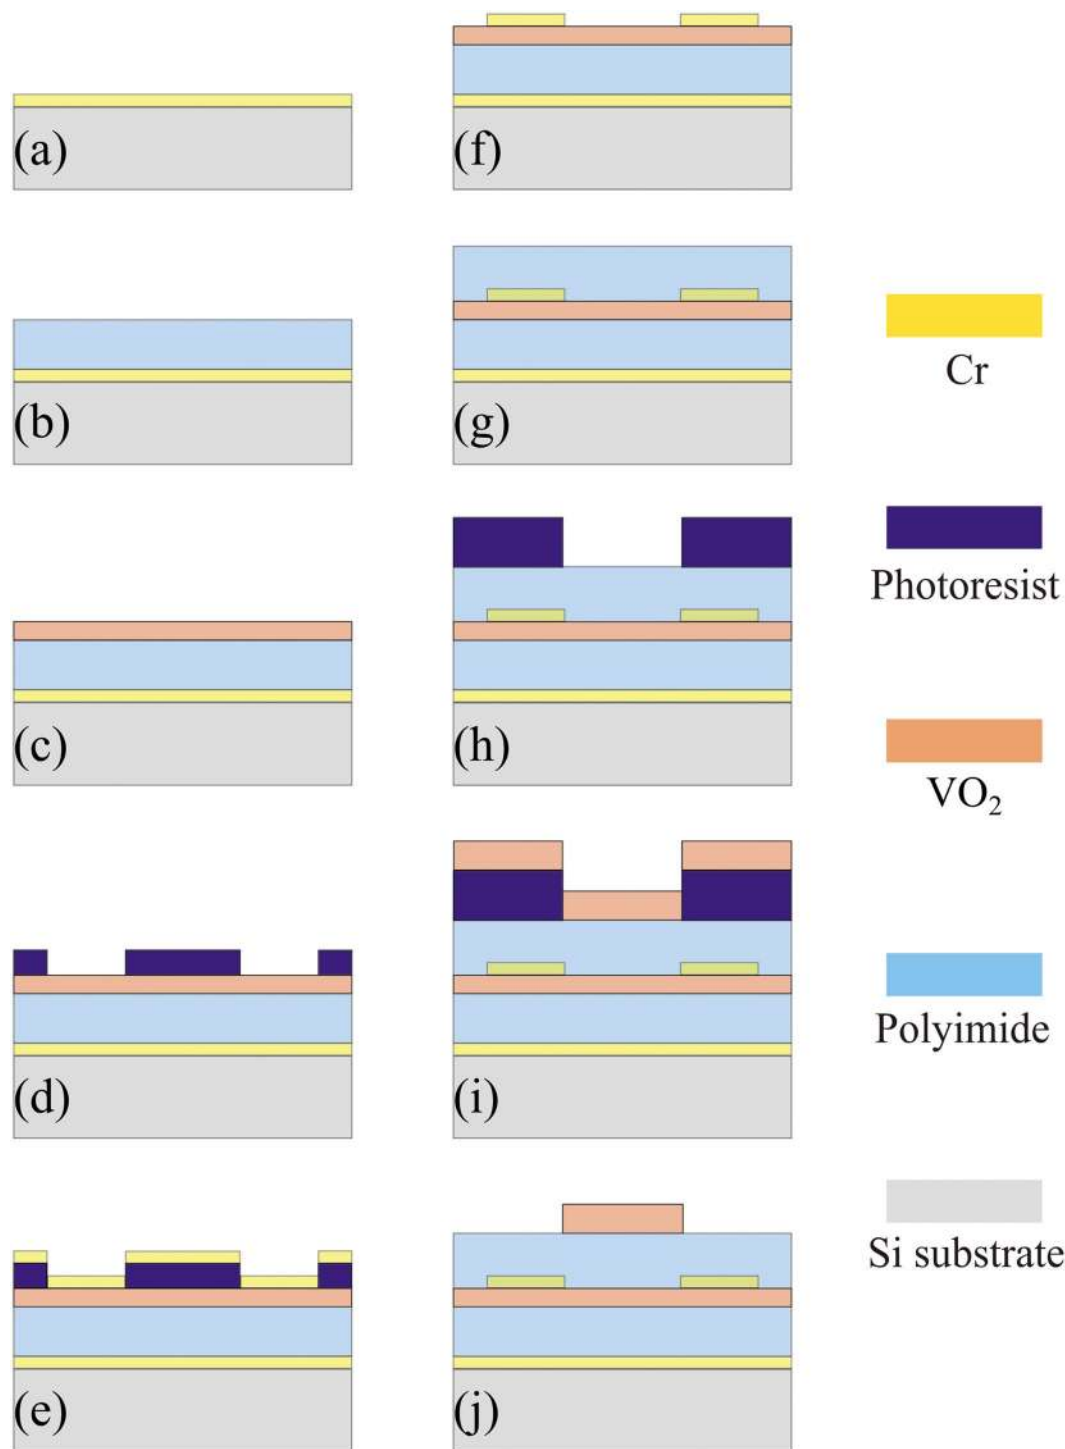 (a)
(b)
(c)
(d)
(e)
(f)
(g)
(h)
(i)
(j)
Cr
Photoresist
VO₂
Polyimide
Si substrate